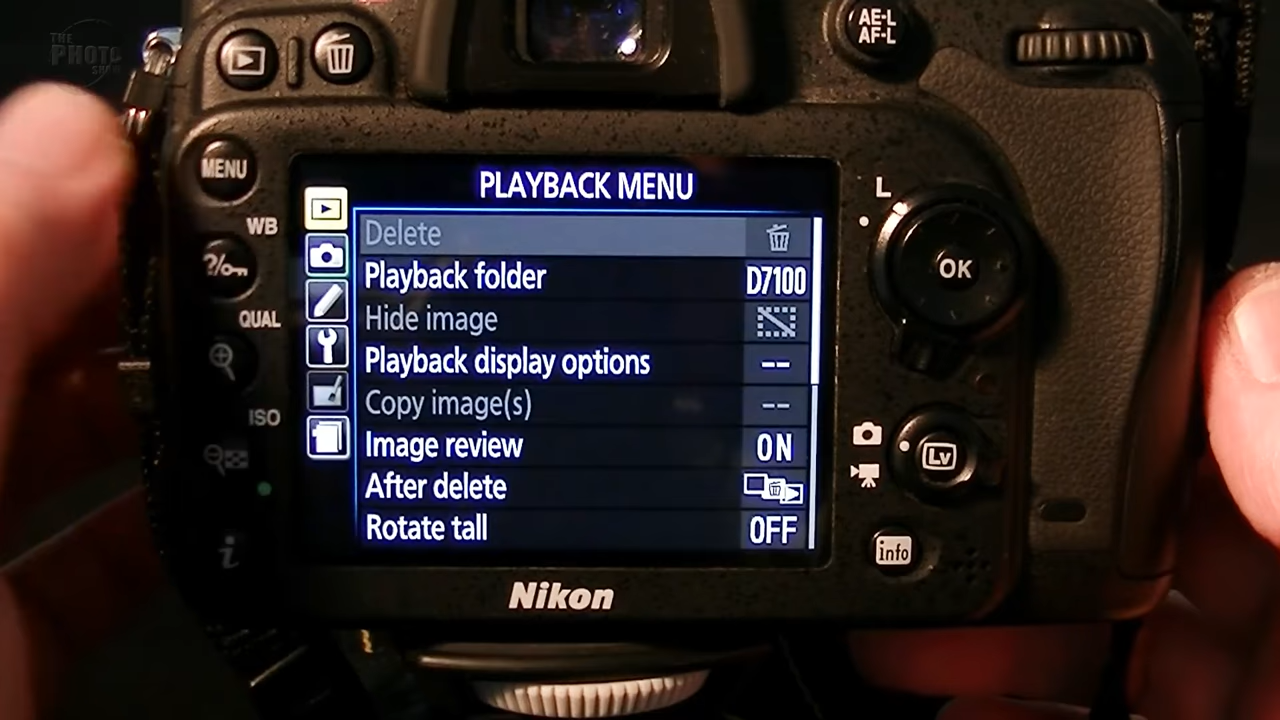 THE
PHOTO
SHOW
AE-L
AF-L
MENU
WB
?
QUAL
ISO
i
PLAYBACK MENU
Delete
Playback folder D7100
Hide image
Playback display options --
Copy image(s) --
Image review ON
After delete
Rotate tall OFF
L
OK
Lv
info
Nikon